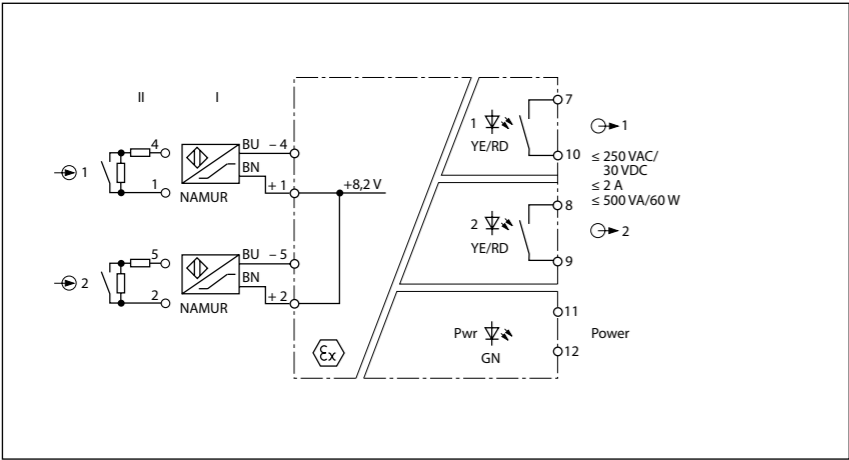 II I
4 BU – 4
1 BN
1 + 1 +8,2 V
NAMUR
5 BU – 5
2 BN
2 + 2
NAMUR
Ex
1 7
YE/RD 1
10 ≤ 250 VAC/
30 VDC
≤ 2 A
≤ 500 VA/60 W
8
2
YE/RD 2
9
11
Pwr Power
12
GN